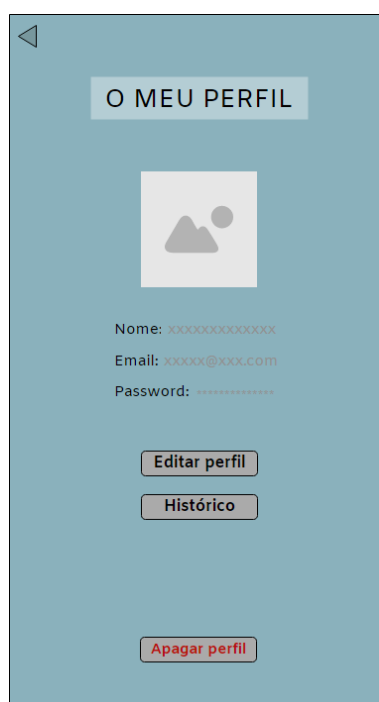 O MEU PERFIL
Nome: xxxxxxxxxxxxx
Email: xxxxx@xxx.com
Password: ••••••••••••••
Editar perfil
Histórico
Apagar perfil